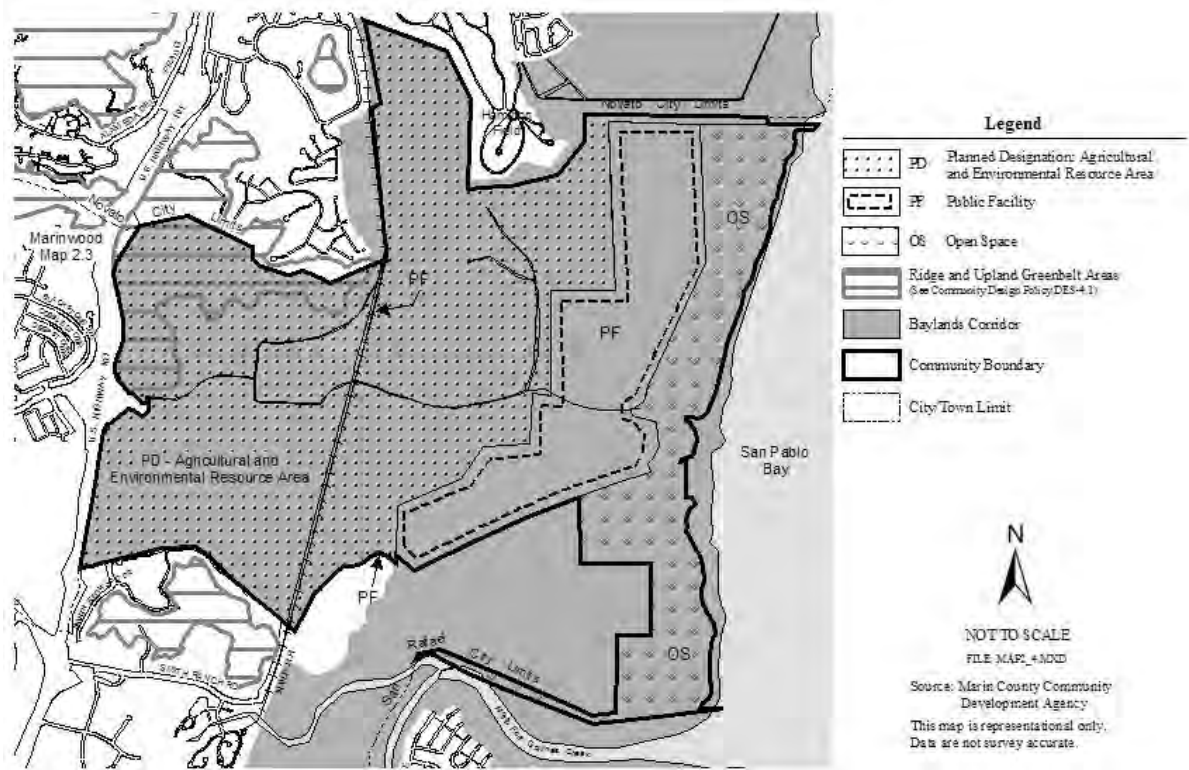 Novato City Limits
Hamilton
Field
OS
Novato City Limits
Marinwood
Map 2.3
PF
PF
U.S. HIGHWAY 101
PD - Agricultural and
Environmental Resource Area
San Pablo
Bay
PF
San Rafael City Limits
OS
SMITH RANCH RD
Legend
PD Planned Designation: Agricultural
and Environmental Resource Area
PF Public Facility
OS Open Space
Ridge and Upland Greenbelt Areas
(See Community Design Policy DES-4.1)
Baylands Corridor
Community Boundary
City/Town Limit
N
NOT TO SCALE
FILE: MAP2_4.MXD
Source: Marin County Community
Development Agency
This map is representational only.
Data are not survey accurate.